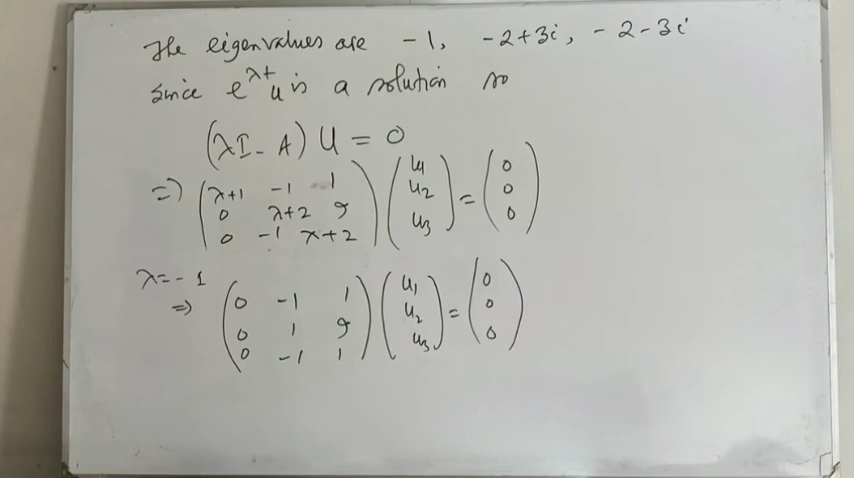 The eigenvalues are -1, -2+3i, -2-3i
Since e^{λt}u is a solution so
(λI-A) U = 0
=> (λ+1 -1 1; 0 λ+2 9; 0 -1 λ+2) (u1; u2; u3) = (0; 0; 0)
λ=-1
=> (0 -1 1; 0 1 9; 0 -1 1) (u1; u2; u3) = (0; 0; 0)